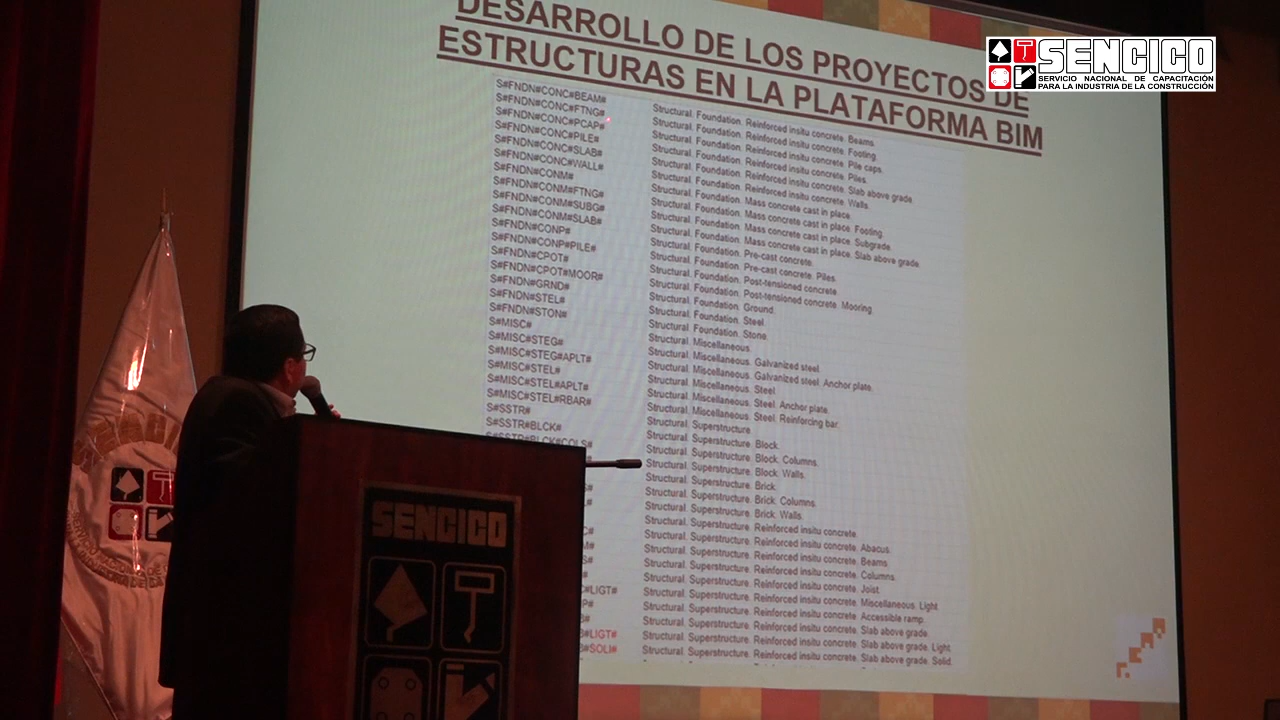 DESARROLLO DE LOS PROYECTOS DE
ESTRUCTURAS EN LA PLATAFORMA BIM
SENCICO
SERVICIO NACIONAL DE CAPACITACIÓN
PARA LA INDUSTRIA DE LA CONSTRUCCIÓN
S#FNDN#CONC#BEAM# Structural. Foundation. Reinforced insitu concrete. Beams.
S#FNDN#CONC#FTNG# Structural. Foundation. Reinforced insitu concrete. Footing.
S#FNDN#CONC#PCAP# Structural. Foundation. Reinforced insitu concrete. Pile caps.
S#FNDN#CONC#PILE# Structural. Foundation. Reinforced insitu concrete. Piles.
S#FNDN#CONC#SLAB# Structural. Foundation. Reinforced insitu concrete. Slab above grade.
S#FNDN#CONC#WALL# Structural. Foundation. Reinforced insitu concrete. Walls.
S#FNDN#CONM# Structural. Foundation. Mass concrete cast in place.
S#FNDN#CONM#FTNG# Structural. Foundation. Mass concrete cast in place. Footing.
S#FNDN#CONM#SUBG# Structural. Foundation. Mass concrete cast in place. Subgrade.
S#FNDN#CONM#SLAB# Structural. Foundation. Mass concrete cast in place. Slab above grade.
S#FNDN#CONP# Structural. Foundation. Pre-cast concrete.
S#FNDN#CONP#PILE# Structural. Foundation. Pre-cast concrete. Piles.
S#FNDN#CPOT# Structural. Foundation. Post-tensioned concrete.
S#FNDN#CPOT#MOOR# Structural. Foundation. Post-tensioned concrete. Mooring.
S#FNDN#GRND# Structural. Foundation. Ground.
S#FNDN#STEL# Structural. Foundation. Steel.
S#FNDN#STON# Structural. Foundation. Stone.
S#MISC# Structural. Miscellaneous.
S#MISC#STEG# Structural. Miscellaneous. Galvanized steel.
S#MISC#STEG#APLT# Structural. Miscellaneous. Galvanized steel. Anchor plate.
S#MISC#STEL# Structural. Miscellaneous. Steel.
S#MISC#STEL#APLT# Structural. Miscellaneous. Steel. Anchor plate.
S#MISC#STEL#RBAR# Structural. Miscellaneous. Steel. Reinforcing bar.
S#SSTR# Structural. Superstructure.
S#SSTR#BLCK# Structural. Superstructure. Block.
S#SSTR#BLCK#COLS# Structural. Superstructure. Block. Columns.
Structural. Superstructure. Block. Walls.
Structural. Superstructure. Brick.
Structural. Superstructure. Brick. Columns.
Structural. Superstructure. Brick. Walls.
Structural. Superstructure. Reinforced insitu concrete.
Structural. Superstructure. Reinforced insitu concrete. Abacus.
Structural. Superstructure. Reinforced insitu concrete. Beams.
Structural. Superstructure. Reinforced insitu concrete. Columns.
Structural. Superstructure. Reinforced insitu concrete. Joist.
#LIGT# Structural. Superstructure. Reinforced insitu concrete. Miscellaneous. Light
Structural. Superstructure. Reinforced insitu concrete. Accessible ramp.
Structural. Superstructure. Reinforced insitu concrete. Slab above grade.
#LIGT# Structural. Superstructure. Reinforced insitu concrete. Slab above grade. Light.
#SOLI# Structural. Superstructure. Reinforced insitu concrete. Slab above grade. Solid.
SENCICO